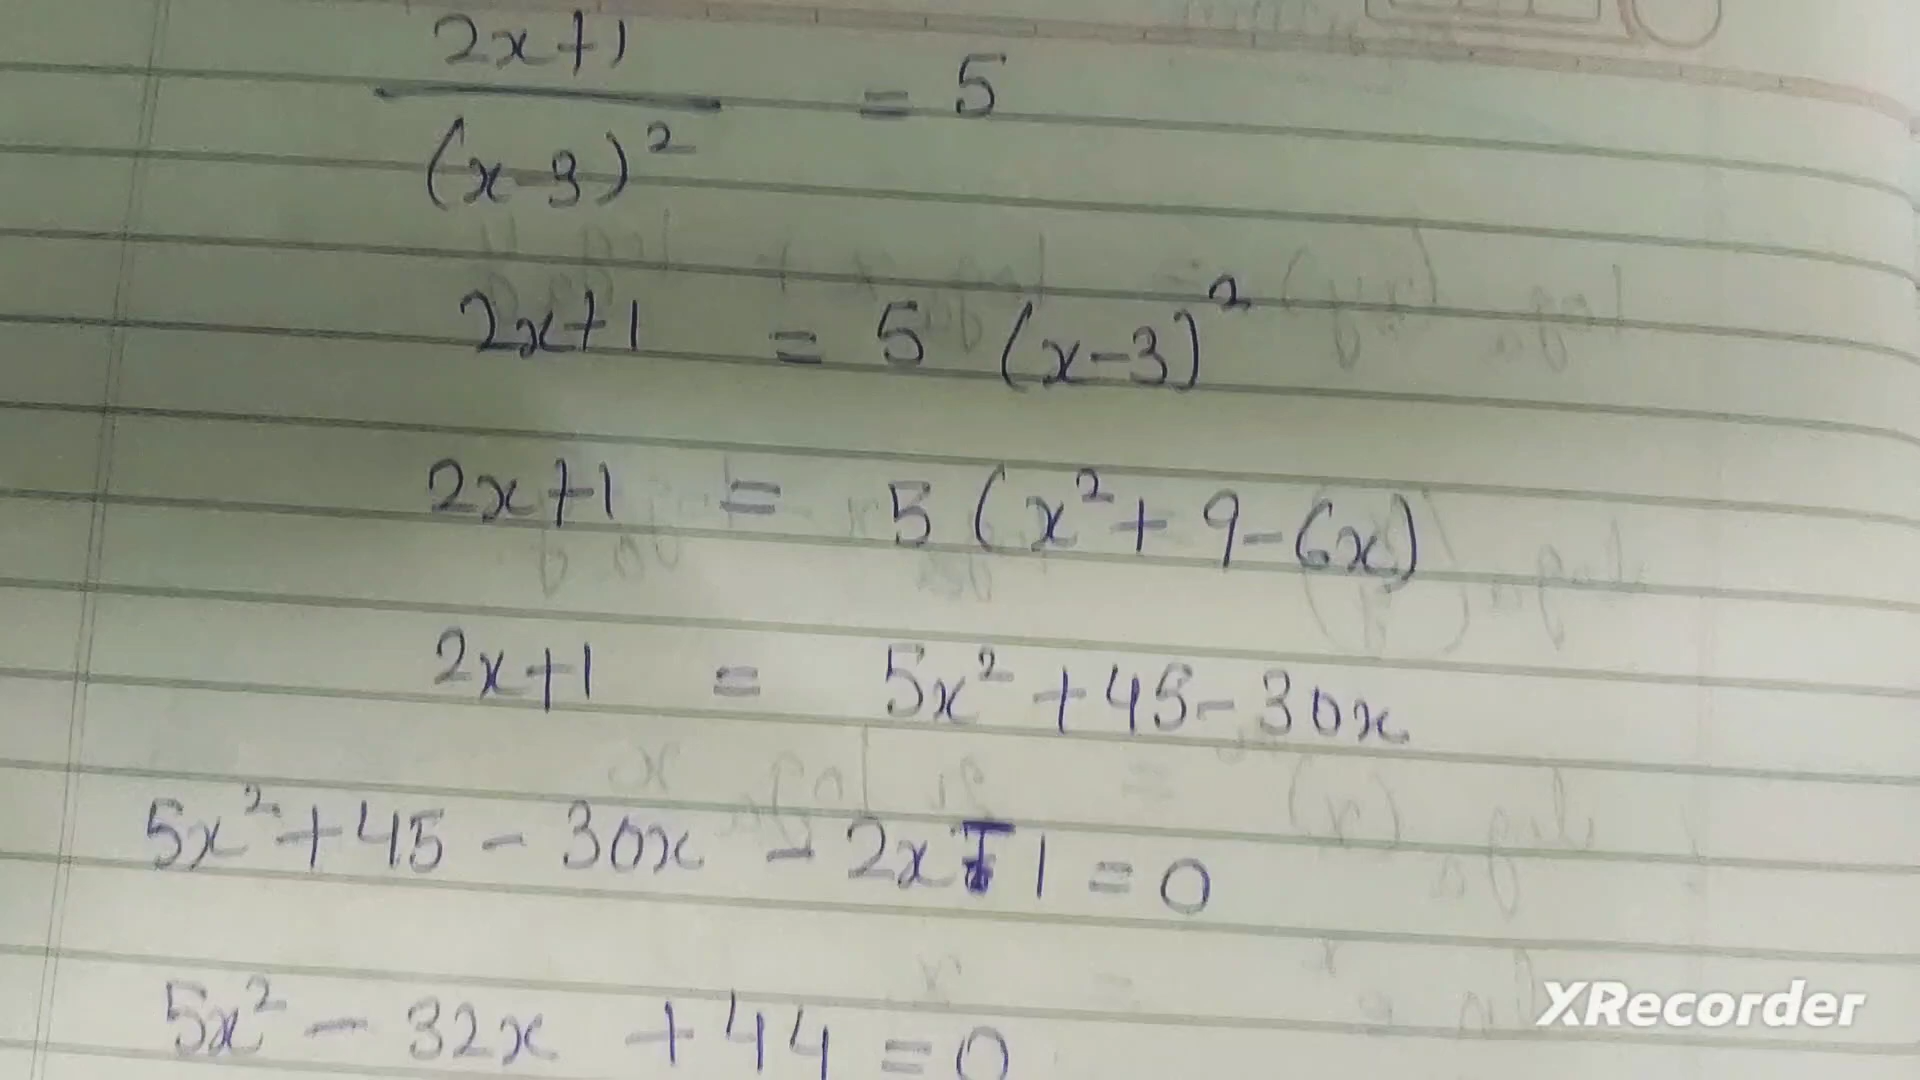 2x+1 / (x-3)² = 5
2x+1 = 5 (x-3)²
2x+1 = 5 (x²+9-6x)
2x+1 = 5x²+45-30x
5x²+45-30x-2x-1=0
5x²-32x+44=0
XRecorder